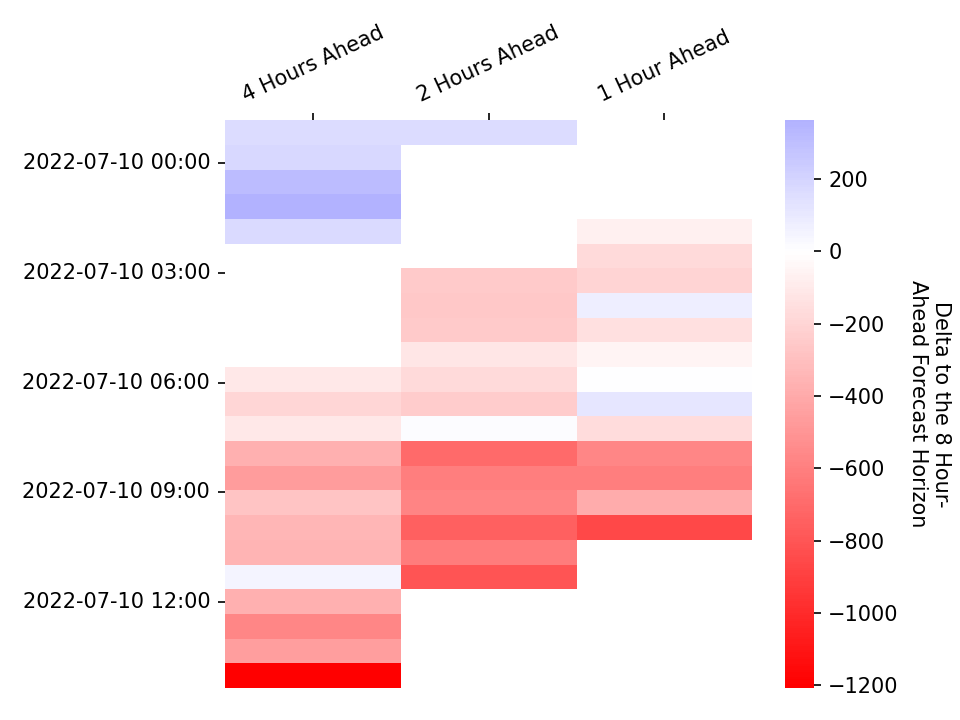 4 Hours Ahead
2 Hours Ahead
1 Hour Ahead
2022-07-10 00:00
2022-07-10 03:00
2022-07-10 06:00
2022-07-10 09:00
2022-07-10 12:00
200
0
−200
−400
−600
−800
−1000
−1200
Delta to the 8 Hour-
Ahead Forecast Horizon